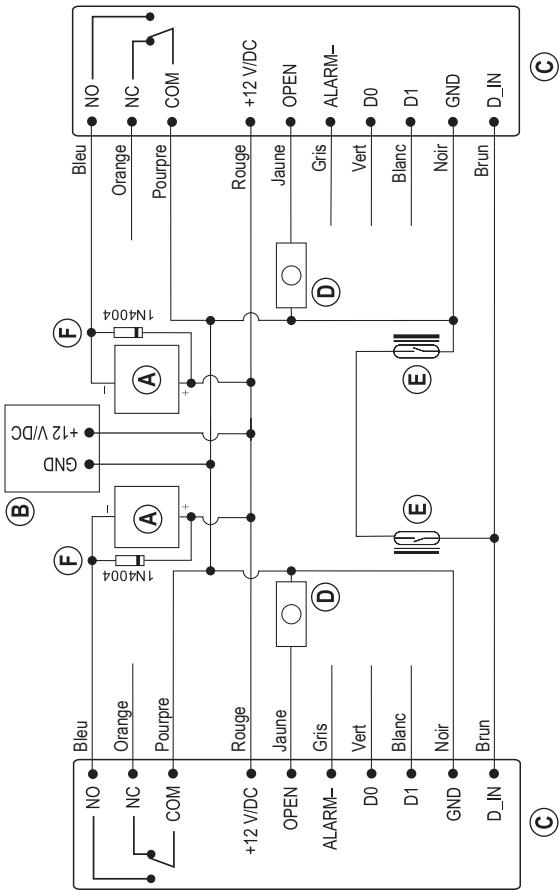 NO
NC
COM
+12 V/DC
OPEN
ALARM–
D0
D1
GND
D_IN
C
Bleu
Orange
Pourpre
Rouge
Jaune
Gris
Vert
Blanc
Noir
Brun
D
F
1N4004
A
–
+
E
B
+12 V/DC
GND
A
–
+
E
F
1N4004
D
Bleu
Orange
Pourpre
Rouge
Jaune
Gris
Vert
Blanc
Noir
Brun
NO
NC
COM
+12 V/DC
OPEN
ALARM–
D0
D1
GND
D_IN
C